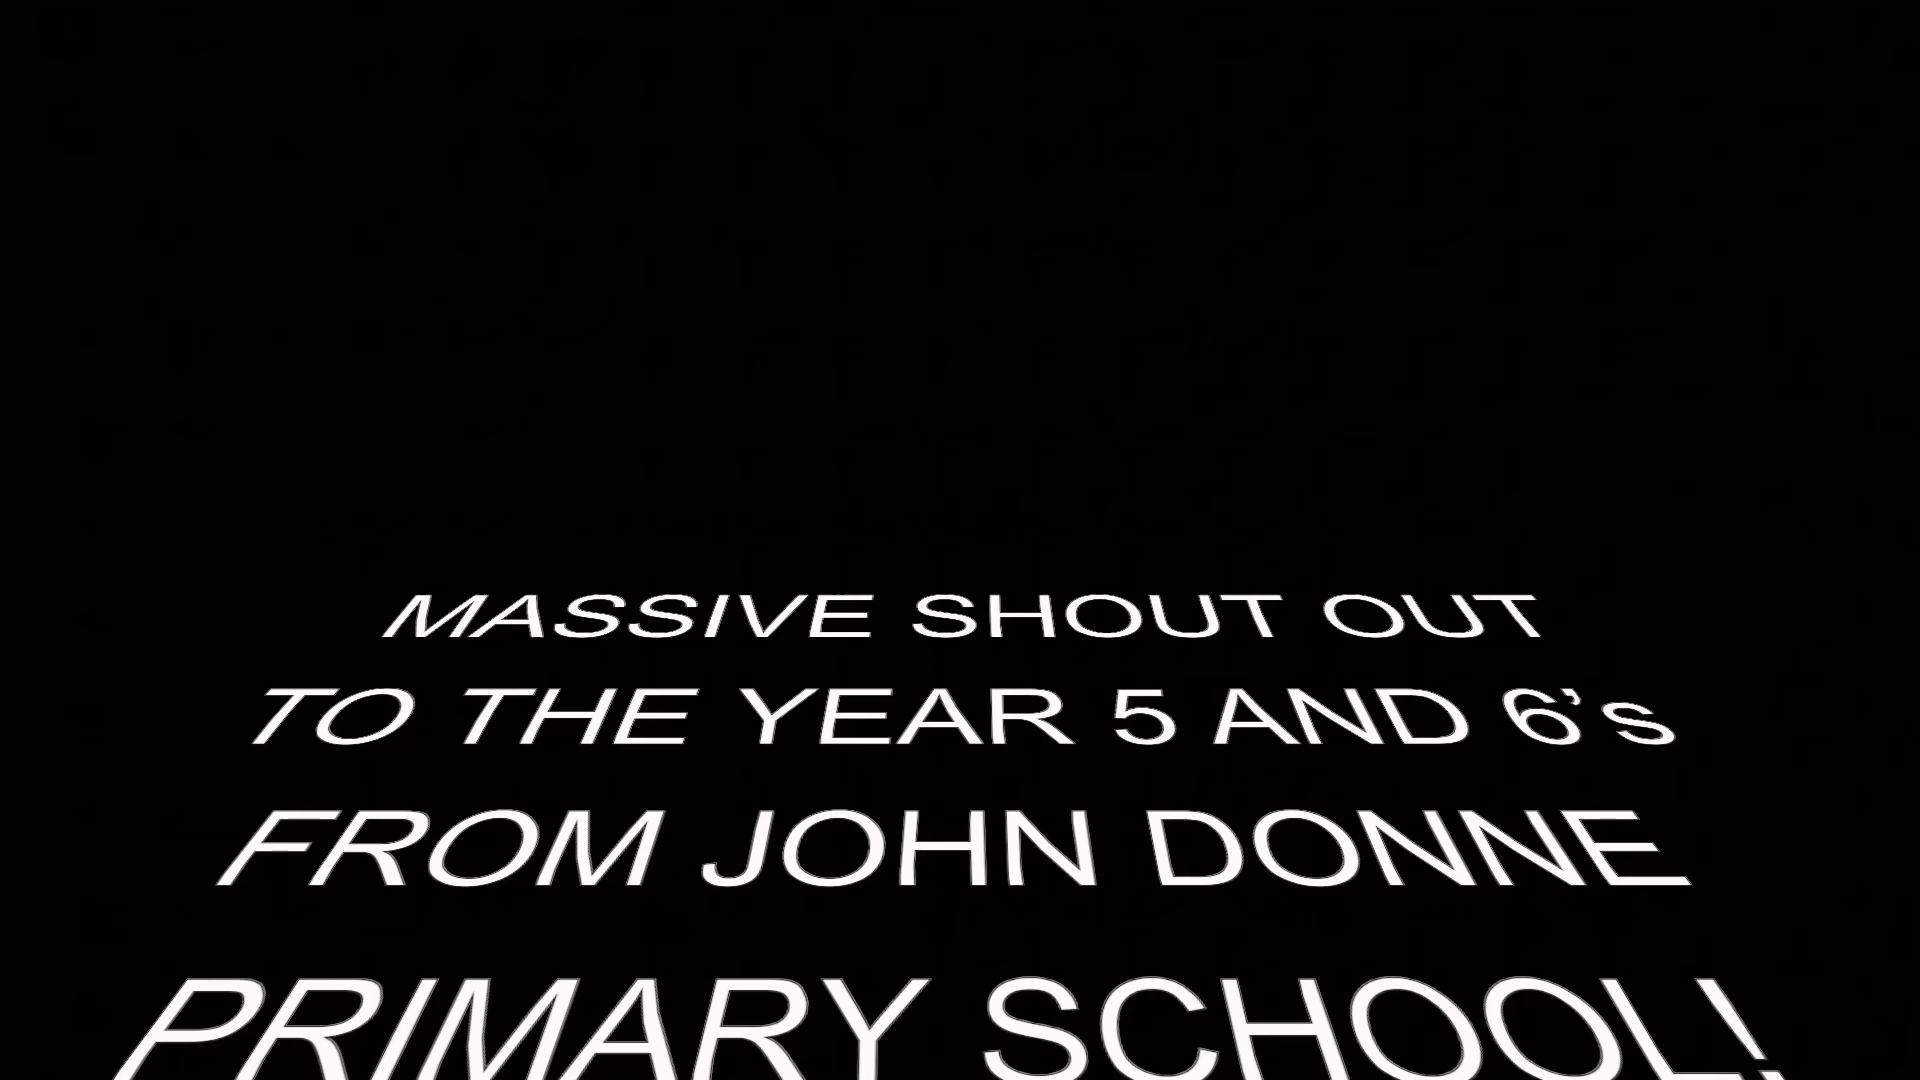 MASSIVE SHOUT OUT
TO THE YEAR 5 AND 6’s
FROM JOHN DONNE
PRIMARY SCHOOL!